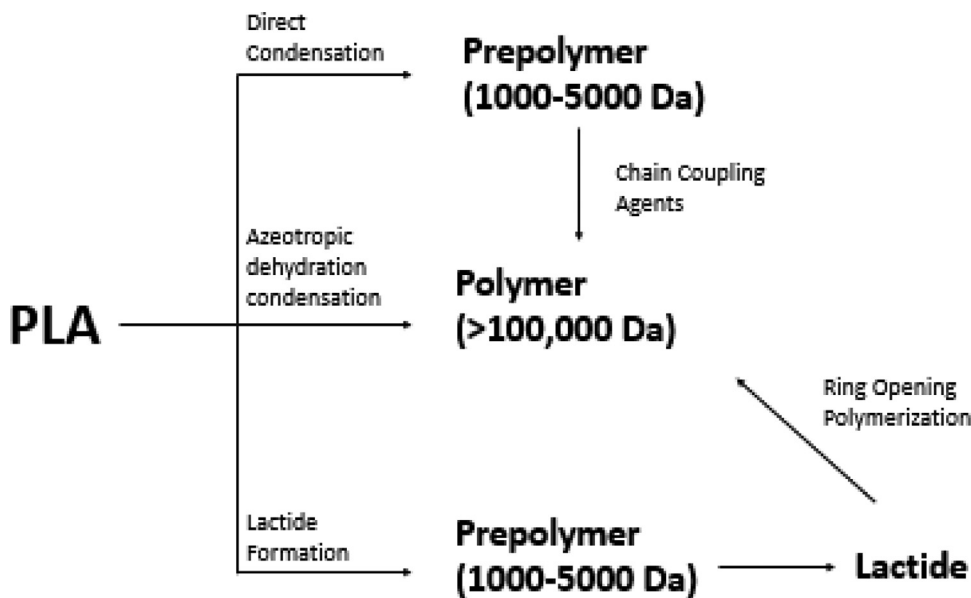 Direct
Condensation
Prepolymer
(1000-5000 Da)
Chain Coupling
Agents
Azeotropic
dehydration
condensation
Polymer
(>100,000 Da)
PLA
Ring Opening
Polymerization
Lactide
Formation
Prepolymer
(1000-5000 Da)
Lactide